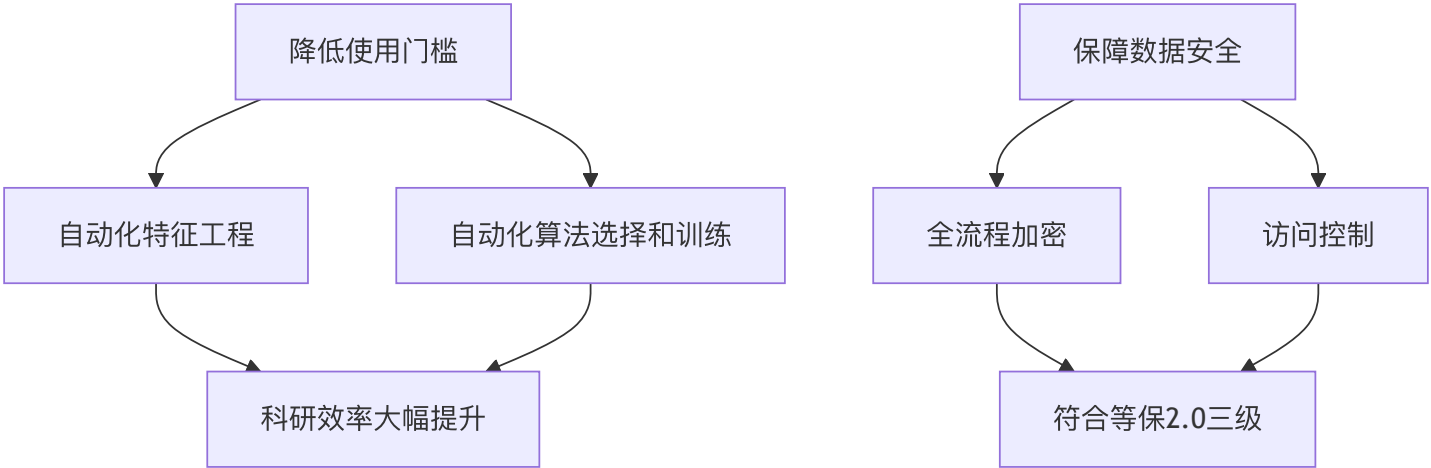 降低使用门槛
保障数据安全
自动化特征工程
自动化算法选择和训练
全流程加密
访问控制
科研效率大幅提升
符合等保2.0三级